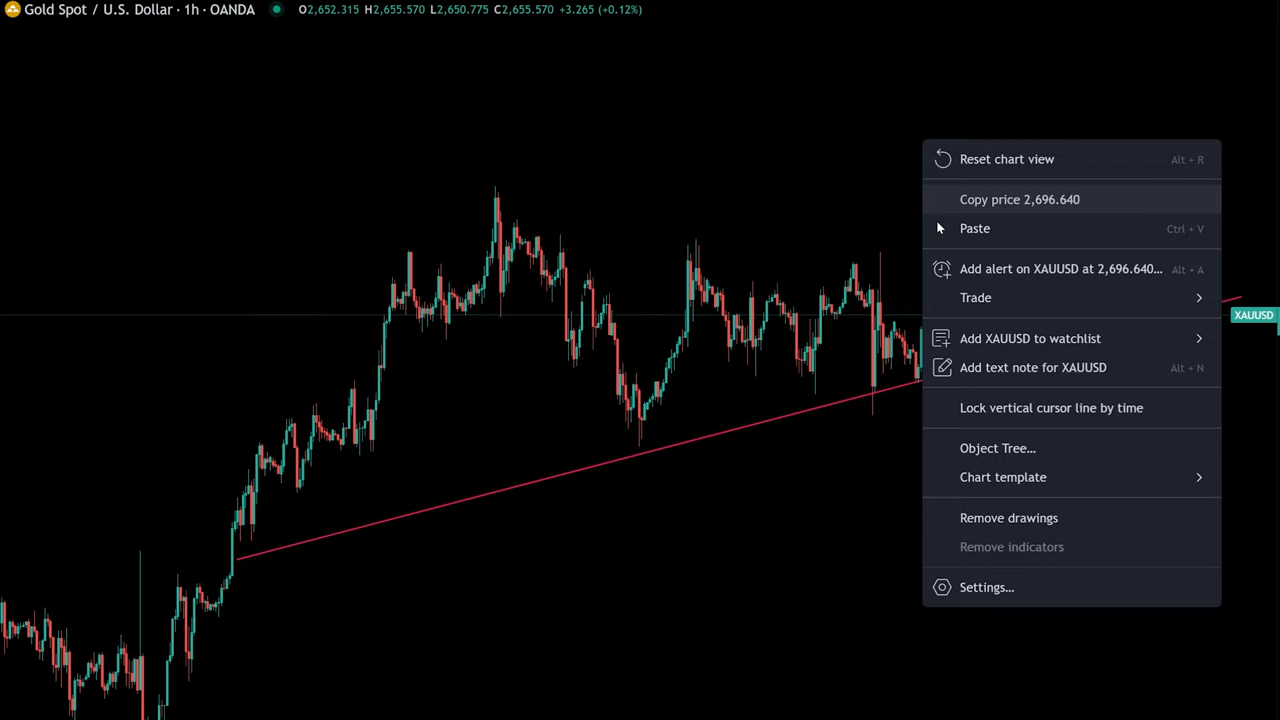 Gold Spot / U.S. Dollar · 1h · OANDA O2,652.315 H2,655.570 L2,650.775 C2,655.570 +3.265 (+0.12%)
Reset chart view Alt + R
Copy price 2,696.640
Paste Ctrl + V
Add alert on XAUUSD at 2,696.640... Alt + A
Trade
XAUUSD
Add XAUUSD to watchlist
Add text note for XAUUSD Alt + N
Lock vertical cursor line by time
Object Tree...
Chart template
Remove drawings
Remove indicators
Settings...